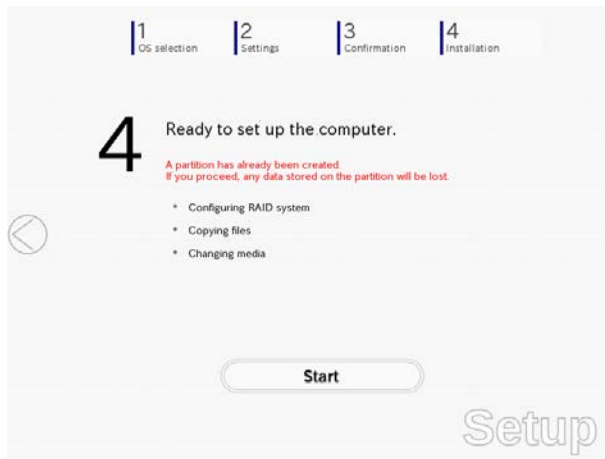 1
OS selection
2
Settings
3
Confirmation
4
Installation
4
Ready to set up the computer.
A partition has already been created.
If you proceed, any data stored on the partition will be lost.
* Configuring RAID system
* Copying files
* Changing media
Start
Setup